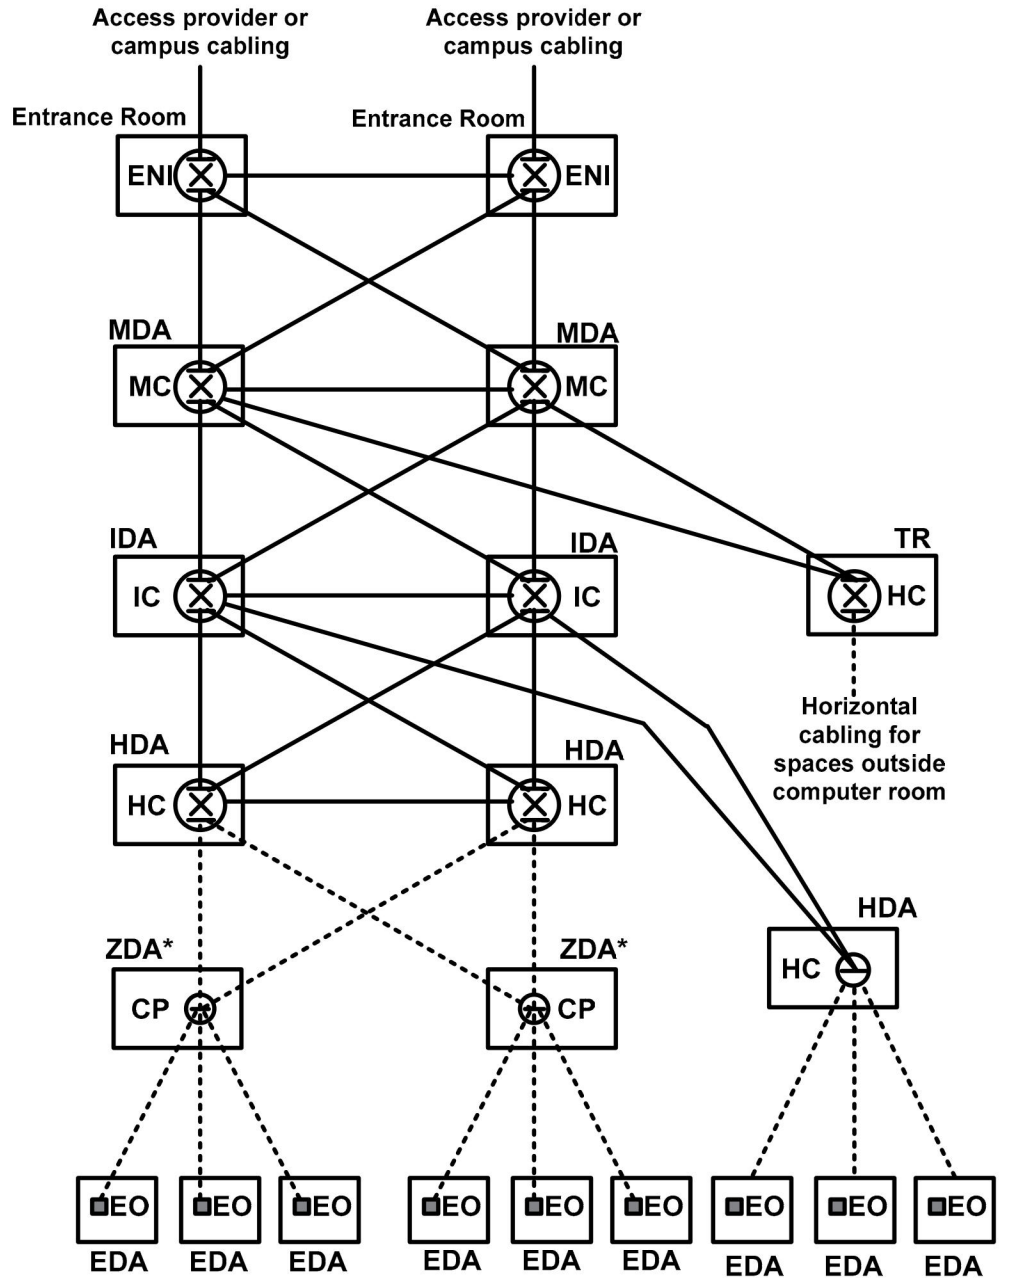 Access provider or
campus cabling
Access provider or
campus cabling
Entrance Room
Entrance Room
ENI
ENI
MDA
MDA
MC
MC
IDA
IDA
TR
IC
IC
HC
Horizontal
cabling for
spaces outside
computer room
HDA
HDA
HC
HC
HDA
ZDA*
ZDA*
HC
CP
CP
EO
EO
EO
EO
EO
EO
EO
EO
EO
EDA
EDA
EDA
EDA
EDA
EDA
EDA
EDA
EDA